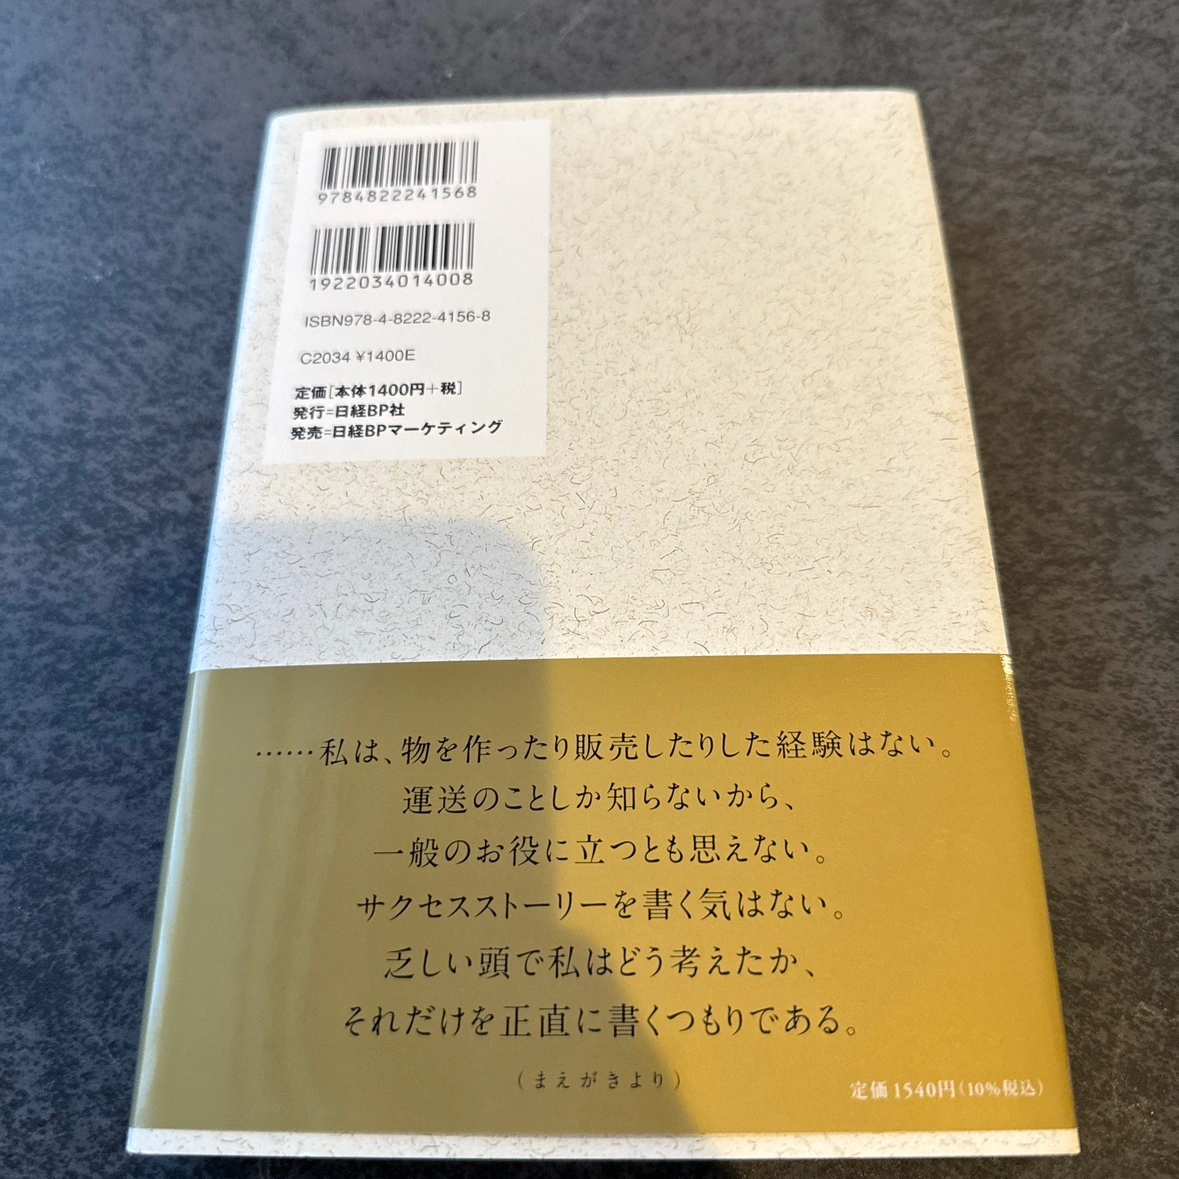 9784822241568
1922034014008
ISBN978-4-8222-4156-8
C2034 ¥1400E
定価[本体1400円+税]
発行=日経BP社
発売=日経BPマーケティング
……私は、物を作ったり販売したりした経験はない。
運送のことしか知らないから、
一般のお役に立つとも思えない。
サクセスストーリーを書く気はない。
乏しい頭で私はどう考えたか、
それだけを正直に書くつもりである。
(まえがきより)
定価1540円(10%税込)